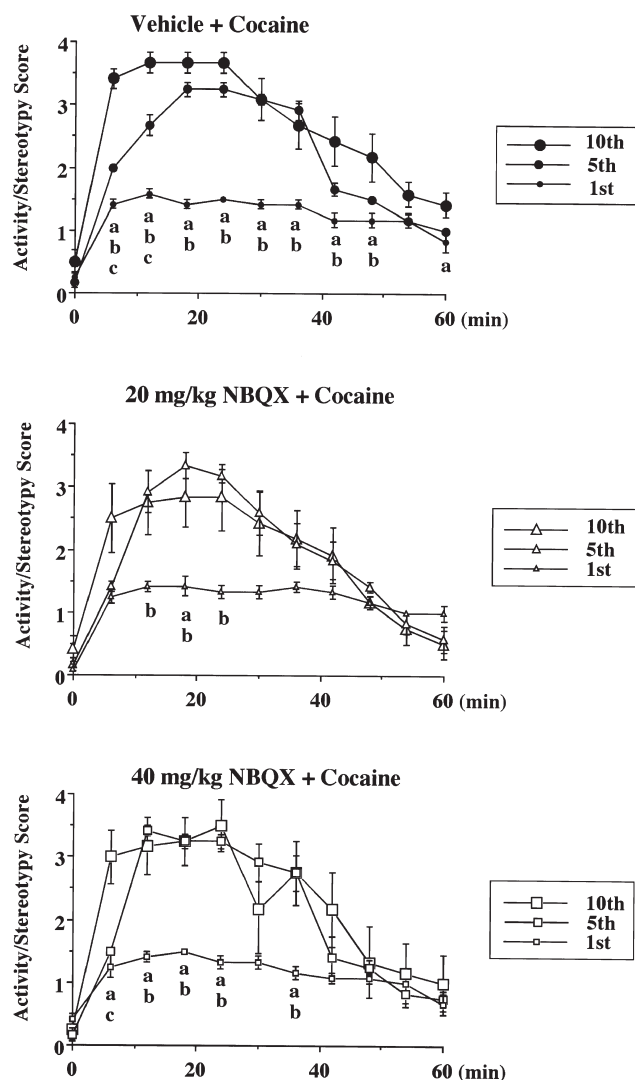 Vehicle + Cocaine
Activity/Stereotypy Score
4
3
2
1
0
a a a a a a a a a
b b b b b b b b
c c
0 20 40 60 (min)
10th
5th
1st
20 mg/kg NBQX + Cocaine
Activity/Stereotypy Score
4
3
2
1
0
b a b
b
0 20 40 60 (min)
10th
5th
1st
40 mg/kg NBQX + Cocaine
Activity/Stereotypy Score
4
3
2
1
0
a a a a a
c b b b b
0 20 40 60 (min)
10th
5th
1st